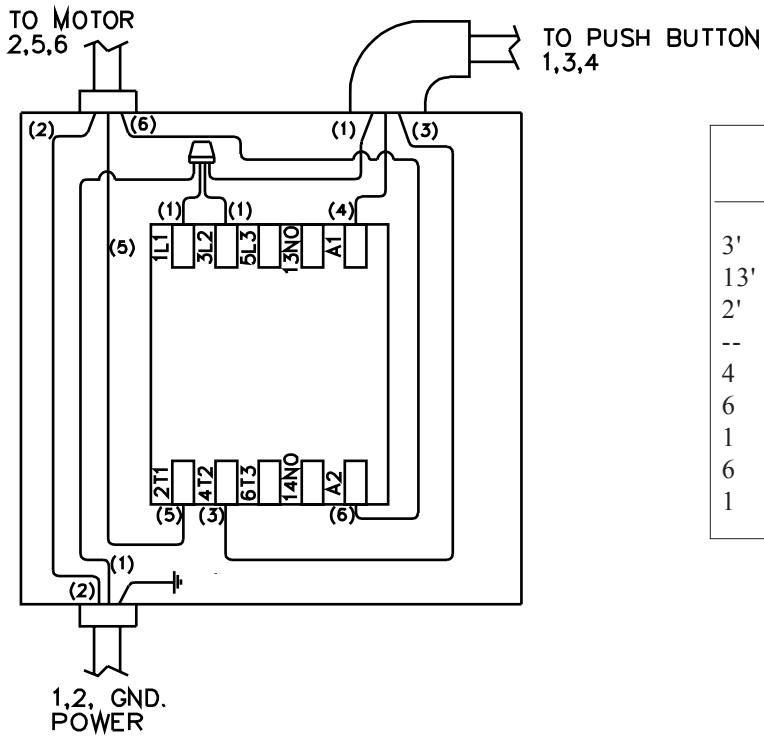 TO MOTOR
2,5,6
TO PUSH BUTTON
1,3,4
(2)
(6)
(1)
(3)
(1)
(1)
(4)
(5)
1L1
3L2
5L3
13NO
A1
2T1
4T2
6T3
14NO
A2
(5)
(3)
(6)
(1)
(2)
1,2, GND.
POWER
3'
13'
2'
--
4
6
1
6
1